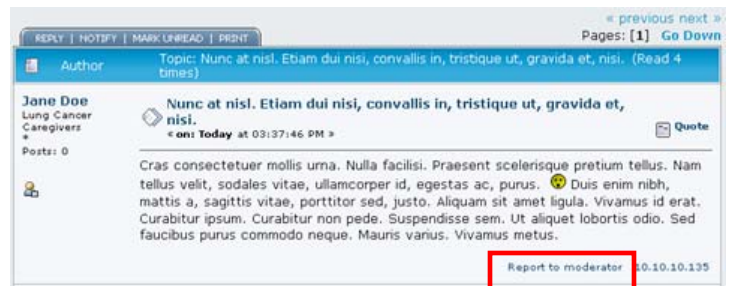 « previous next »
REPLY | NOTIFY | MARK UNREAD | PRINT
Pages: [1] Go Down
Author
Topic: Nunc at nisl. Etiam dui nisi, convallis in, tristique ut, gravida et, nisi. (Read 4
times)
Jane Doe
Lung Cancer
Caregivers
*
Posts: 0
Nunc at nisl. Etiam dui nisi, convallis in, tristique ut, gravida et,
nisi.
« on: Today at 03:37:46 PM »
Quote
Cras consectetuer mollis urna. Nulla facilisi. Praesent scelerisque pretium tellus. Nam
tellus velit, sodales vitae, ullamcorper id, egestas ac, purus. Duis enim nibh,
mattis a, sagittis vitae, porttitor sed, justo. Aliquam sit amet ligula. Vivamus id erat.
Curabitur ipsum. Curabitur non pede. Suspendisse sem. Ut aliquet lobortis odio. Sed
faucibus purus commodo neque. Mauris varius. Vivamus metus.
Report to moderator 10.10.10.135